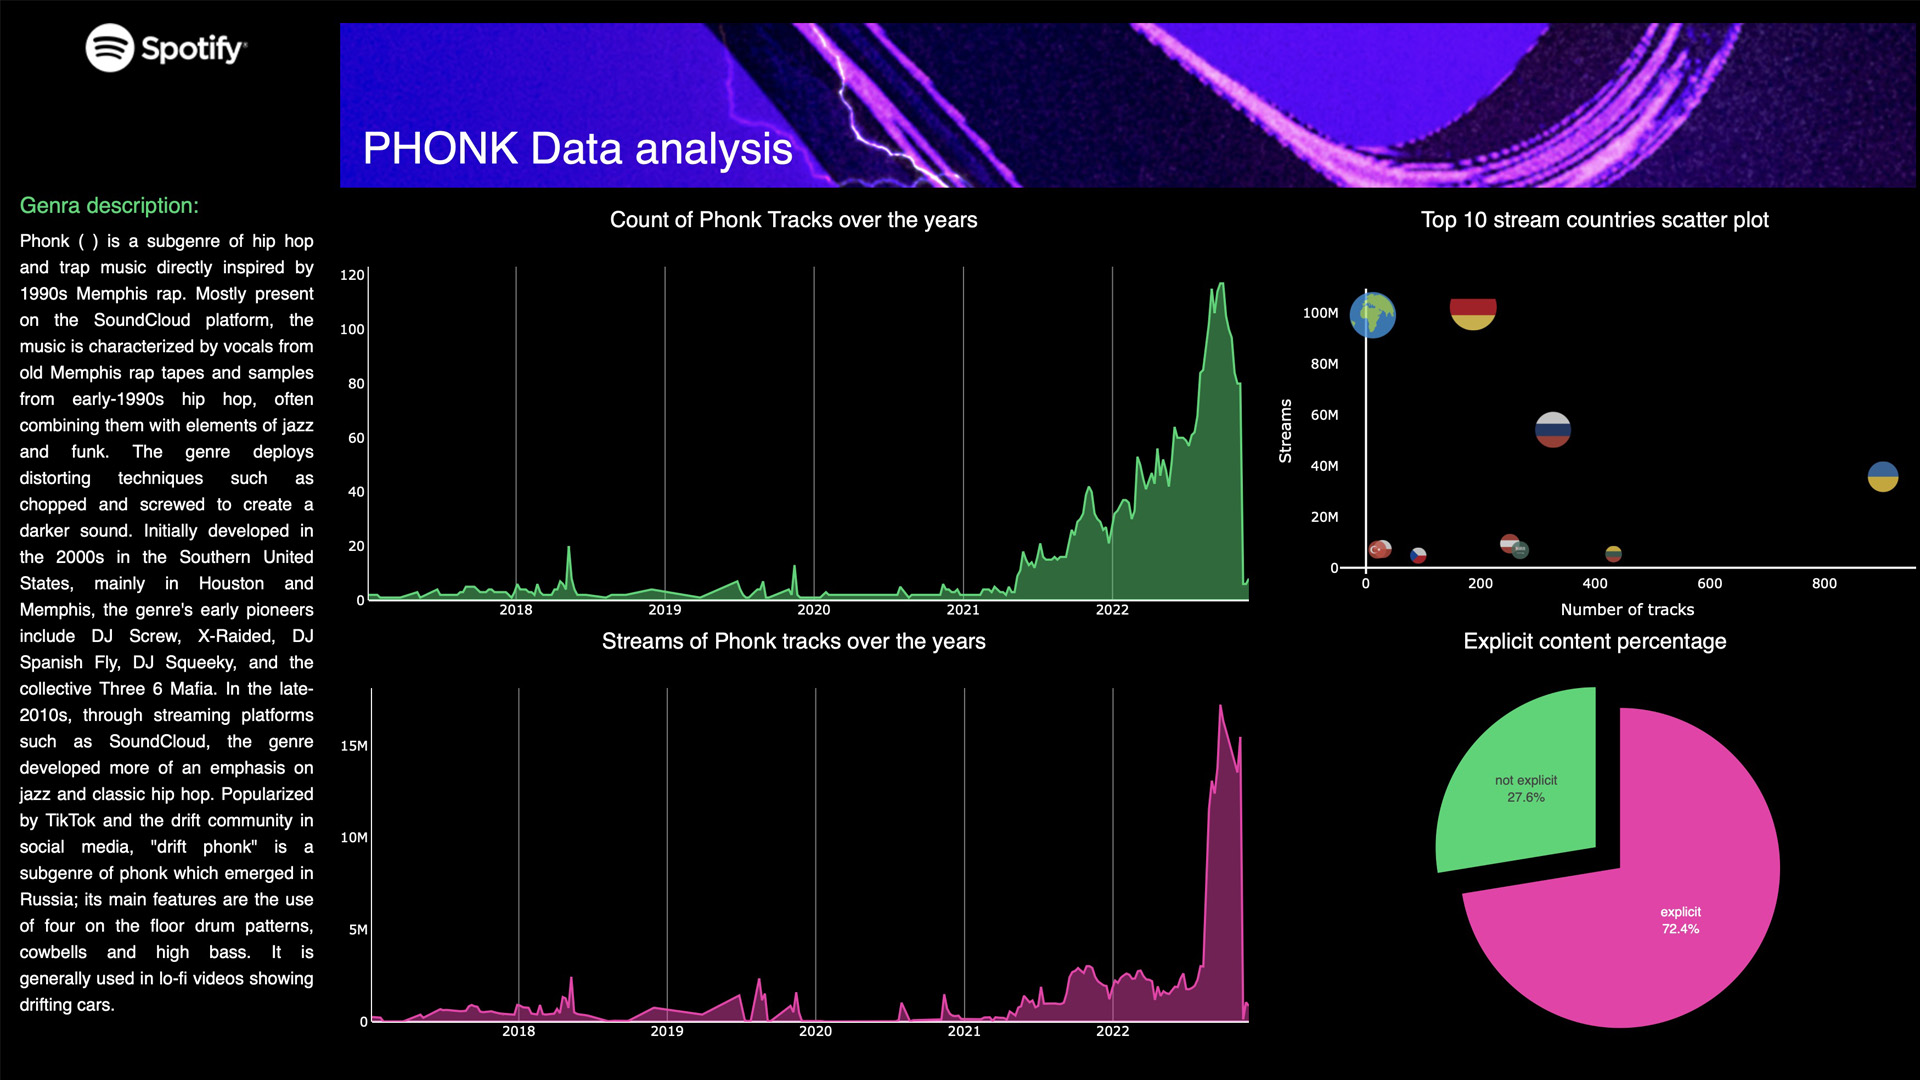 Spotify
PHONK Data analysis
Genra description:
Phonk ( ) is a subgenre of hip hop
and trap music directly inspired by
1990s Memphis rap. Mostly present
on the SoundCloud platform, the
music is characterized by vocals from
old Memphis rap tapes and samples
from early-1990s hip hop, often
combining them with elements of jazz
and funk. The genre deploys
distorting techniques such as
chopped and screwed to create a
darker sound. Initially developed in
the 2000s in the Southern United
States, mainly in Houston and
Memphis, the genre's early pioneers
include DJ Screw, X-Raided, DJ
Spanish Fly, DJ Squeeky, and the
collective Three 6 Mafia. In the late-
2010s, through streaming platforms
such as SoundCloud, the genre
developed more of an emphasis on
jazz and classic hip hop. Popularized
by TikTok and the drift community in
social media, "drift phonk" is a
subgenre of phonk which emerged in
Russia; its main features are the use
of four on the floor drum patterns,
cowbells and high bass. It is
generally used in lo-fi videos showing
drifting cars.
Count of Phonk Tracks over the years
120
100
80
60
40
20
0
2018 2019 2020 2021 2022
Top 10 stream countries scatter plot
Streams
100M
80M
60M
40M
20M
0
0 200 400 600 800
Number of tracks
Streams of Phonk tracks over the years
15M
10M
5M
0
2018 2019 2020 2021 2022
Explicit content percentage
not explicit
27.6%
explicit
72.4%